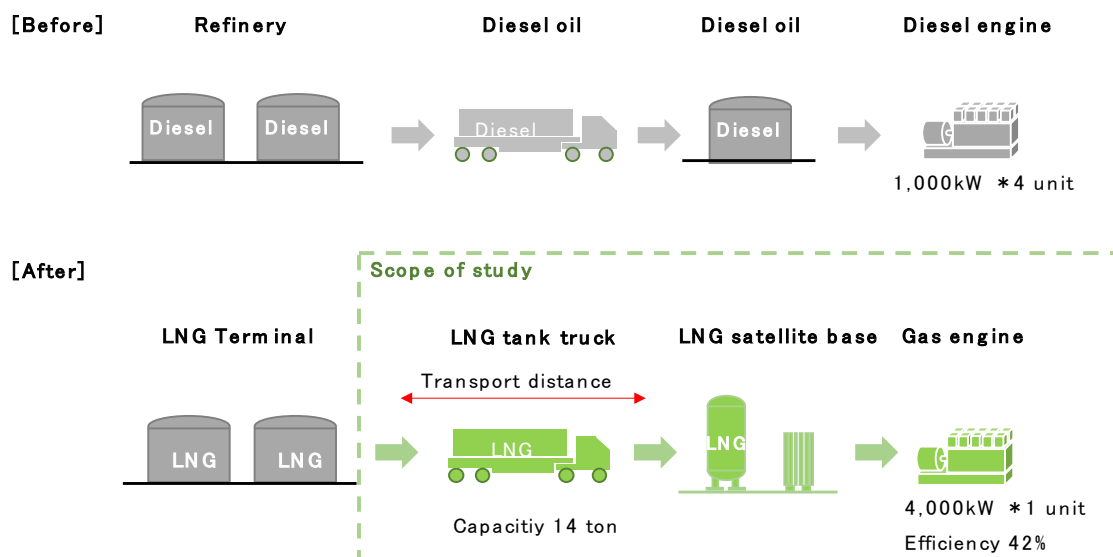 [Before]
Refinery
Diesel oil
Diesel oil
Diesel engine
Diesel
Diesel
Diesel
Diesel
1,000kW *4 unit
[After]
Scope of study
LNG Terminal
LNG tank truck
LNG satellite base
Gas engine
Transport distance
LNG
LNG
LNG
LNG
Capacitiy 14 ton
4,000kW *1 unit
Efficiency 42%